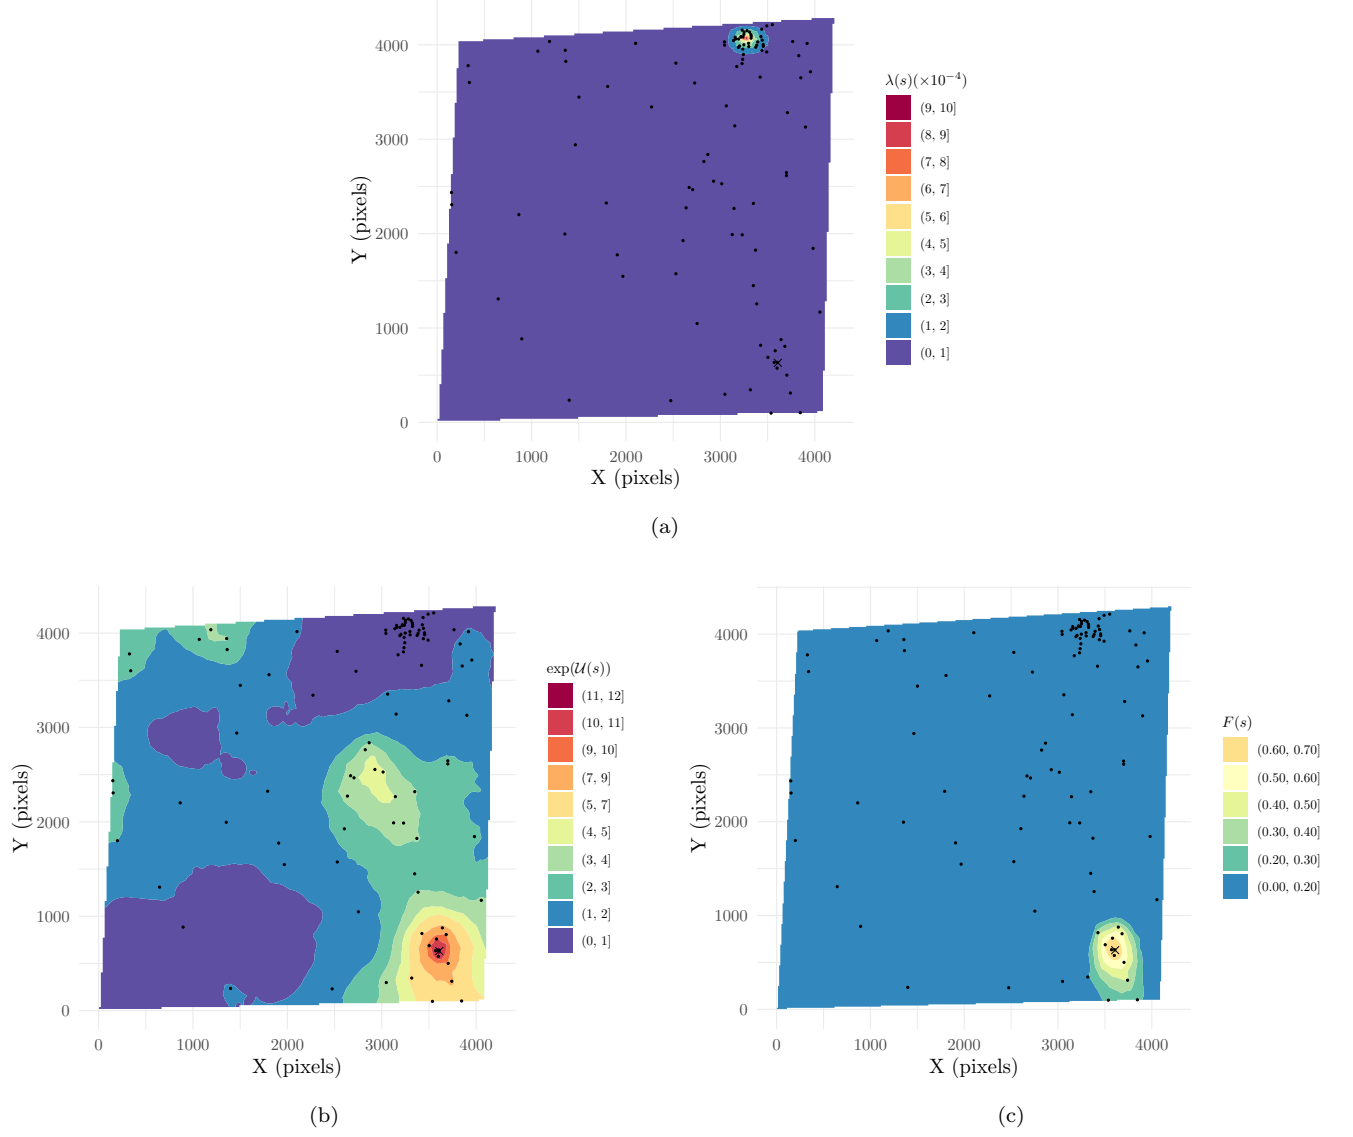 4000
3000
2000
1000
0
Y (pixels)
0 1000 2000 3000 4000
X (pixels)
λ(s)(×10⁻⁴)
(9, 10]
(8, 9]
(7, 8]
(6, 7]
(5, 6]
(4, 5]
(3, 4]
(2, 3]
(1, 2]
(0, 1]
(a)
4000
3000
2000
1000
0
Y (pixels)
0 1000 2000 3000 4000
X (pixels)
exp(𝒰(s))
(11, 12]
(10, 11]
(9, 10]
(7, 9]
(5, 7]
(4, 5]
(3, 4]
(2, 3]
(1, 2]
(0, 1]
(b)
4000
3000
2000
1000
0
Y (pixels)
0 1000 2000 3000 4000
X (pixels)
F(s)
(0.60, 0.70]
(0.50, 0.60]
(0.40, 0.50]
(0.30, 0.40]
(0.20, 0.30]
(0.00, 0.20]
(c)